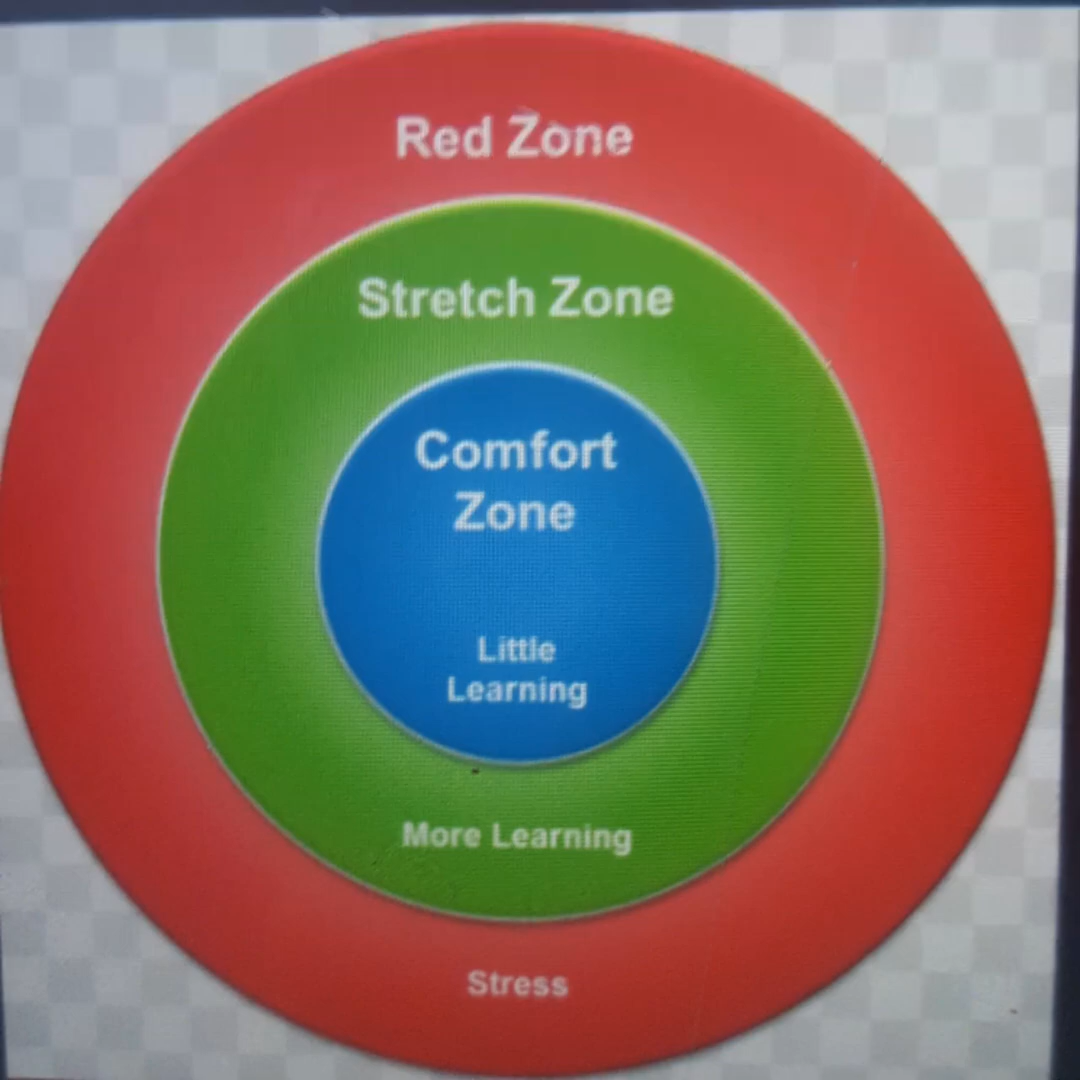 Red Zone
Stretch Zone
Comfort
Zone
Little
Learning
More Learning
Stress